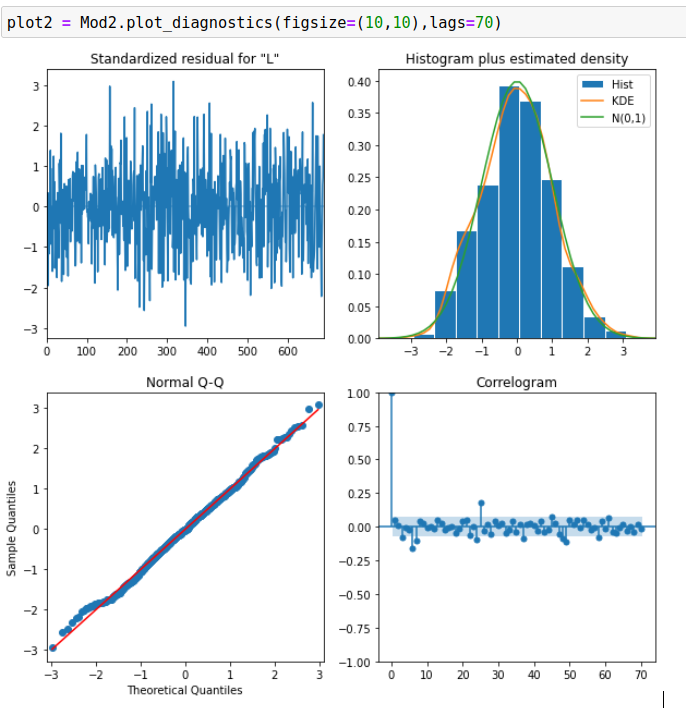 plot2 = Mod2.plot_diagnostics(figsize=(10,10),lags=70)
Standardized residual for "L"
3
2
1
0
−1
−2
−3
0 100 200 300 400 500 600
Histogram plus estimated density
Hist
KDE
N(0,1)
0.40
0.35
0.30
0.25
0.20
0.15
0.10
0.05
0.00
−3 −2 −1 0 1 2 3
Normal Q-Q
Sample Quantiles
3
2
1
0
−1
−2
−3
−3 −2 −1 0 1 2 3
Theoretical Quantiles
Correlogram
1.00
0.75
0.50
0.25
0.00
−0.25
−0.50
−0.75
−1.00
0 10 20 30 40 50 60 70